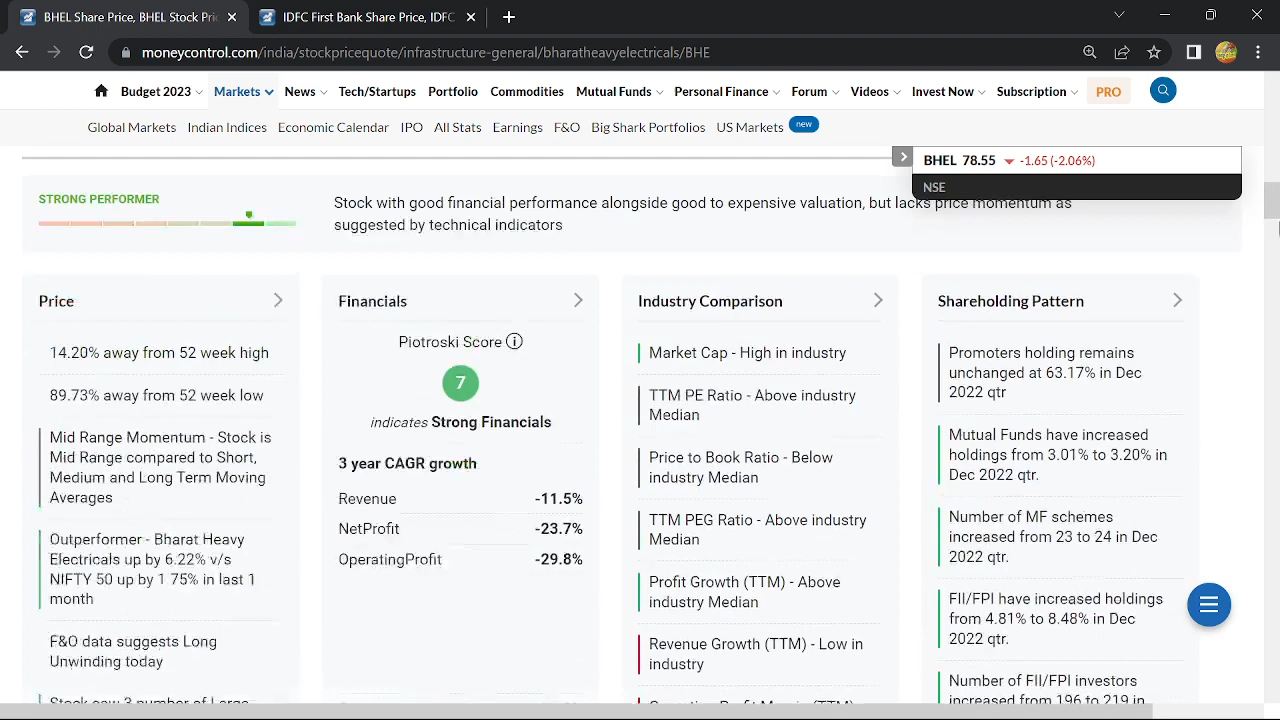 BHEL Share Price, BHEL Stock Pric
IDFC First Bank Share Price, IDFC
moneycontrol.com/india/stockpricequote/infrastructure-general/bharatheavyelectricals/BHE
Budget 2023 Markets News Tech/Startups Portfolio Commodities Mutual Funds Personal Finance Forum Videos Invest Now Subscription PRO
Global Markets Indian Indices Economic Calendar IPO All Stats Earnings F&O Big Shark Portfolios US Markets new
BHEL 78.55 -1.65 (-2.06%)
NSE
STRONG PERFORMER
Stock with good financial performance alongside good to expensive valuation, but lacks price momentum as
suggested by technical indicators
Price
14.20% away from 52 week high
89.73% away from 52 week low
Mid Range Momentum - Stock is
Mid Range compared to Short,
Medium and Long Term Moving
Averages
Outperformer - Bharat Heavy
Electricals up by 6.22% v/s
NIFTY 50 up by 1 75% in last 1
month
F&O data suggests Long
Unwinding today
Stock saw 3 number of Large
Financials
Piotroski Score
7
indicates Strong Financials
3 year CAGR growth
Revenue -11.5%
NetProfit -23.7%
OperatingProfit -29.8%
Industry Comparison
Market Cap - High in industry
TTM PE Ratio - Above industry
Median
Price to Book Ratio - Below
industry Median
TTM PEG Ratio - Above industry
Median
Profit Growth (TTM) - Above
industry Median
Revenue Growth (TTM) - Low in
industry
Operating Profit Margin (TTM)
Shareholding Pattern
Promoters holding remains
unchanged at 63.17% in Dec
2022 qtr
Mutual Funds have increased
holdings from 3.01% to 3.20% in
Dec 2022 qtr.
Number of MF schemes
increased from 23 to 24 in Dec
2022 qtr.
FII/FPI have increased holdings
from 4.81% to 8.48% in Dec
2022 qtr.
Number of FII/FPI investors
increased from 196 to 219 in